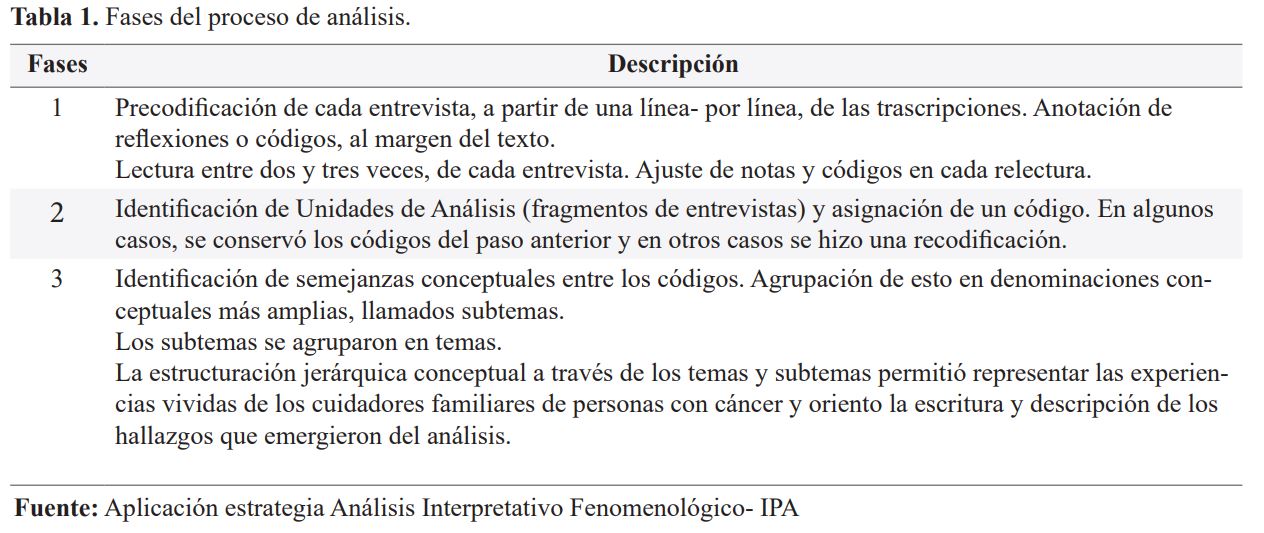 Tabla 1. Fases del proceso de análisis.
Fases Descripción
1 Precodificación de cada entrevista, a partir de una línea- por línea, de las trascripciones. Anotación de
reflexiones o códigos, al margen del texto.
Lectura entre dos y tres veces, de cada entrevista. Ajuste de notas y códigos en cada relectura.
2 Identificación de Unidades de Análisis (fragmentos de entrevistas) y asignación de un código. En algunos
casos, se conservó los códigos del paso anterior y en otros casos se hizo una recodificación.
3 Identificación de semejanzas conceptuales entre los códigos. Agrupación de esto en denominaciones con-
ceptuales más amplias, llamados subtemas.
Los subtemas se agruparon en temas.
La estructuración jerárquica conceptual a través de los temas y subtemas permitió representar las experien-
cias vividas de los cuidadores familiares de personas con cáncer y oriento la escritura y descripción de los
hallazgos que emergieron del análisis.
Fuente: Aplicación estrategia Análisis Interpretativo Fenomenológico- IPA